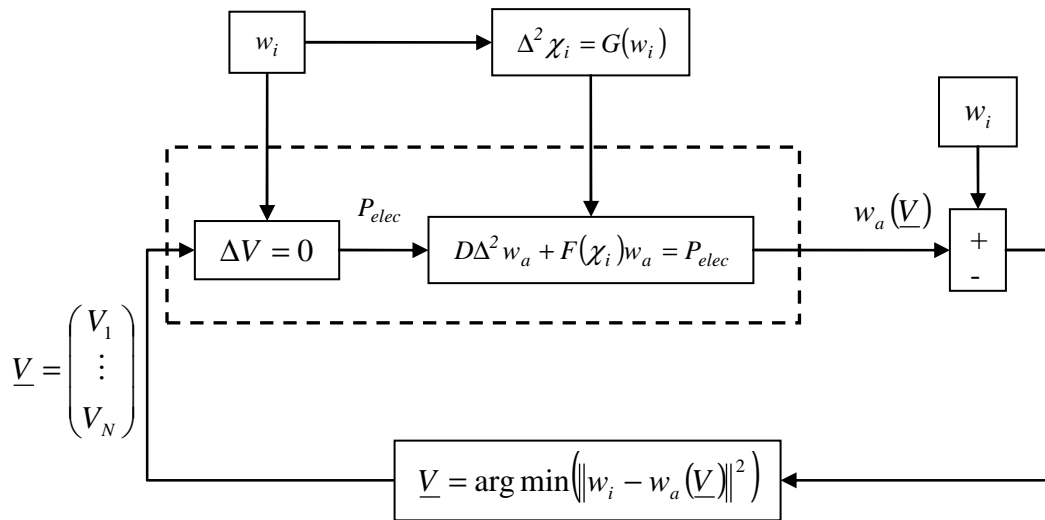 w_i
Δ²χ_i = G(w_i)
w_i
P_elec
w_a(V̲)
ΔV = 0
DΔ²w_a + F(χ_i)w_a = P_elec
+
-
V̲ = (V_1 ⋮ V_N)
V̲ = arg min(‖w_i − w_a(V̲)‖²)